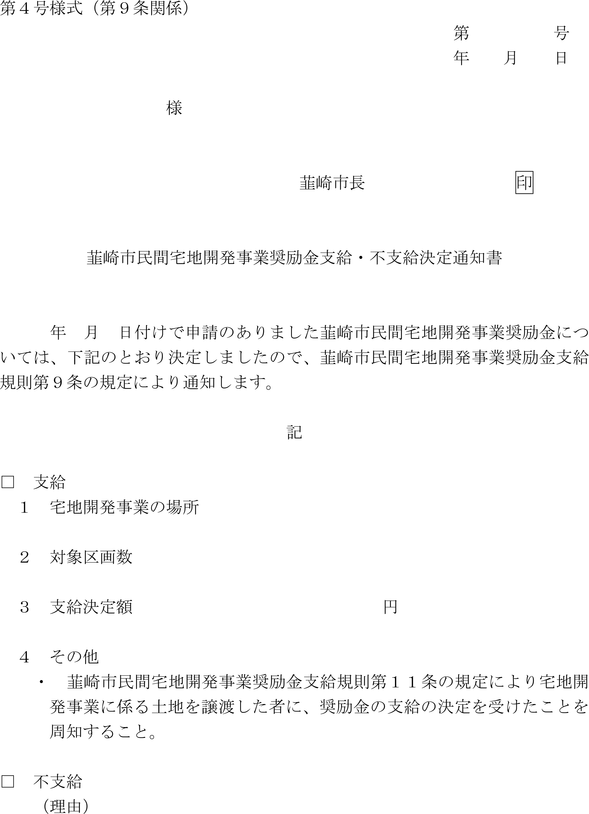 第４号様式（第９条関係）
第　　　　　号
年　　月　　日
様
韮崎市長　　　　　　　　　印
韮崎市民間宅地開発事業奨励金支給・不支給決定通知書
年　月　日付けで申請のありました韮崎市民間宅地開発事業奨励金につ
いては、下記のとおり決定しましたので、韮崎市民間宅地開発事業奨励金支給
規則第９条の規定により通知します。
記
□　支給
１　宅地開発事業の場所
２　対象区画数
３　支給決定額　　　　　　　　　　　　　　　円
４　その他
・　韮崎市民間宅地開発事業奨励金支給規則第１１条の規定により宅地開
発事業に係る土地を譲渡した者に、奨励金の支給の決定を受けたことを
周知すること。
□　不支給
（理由）